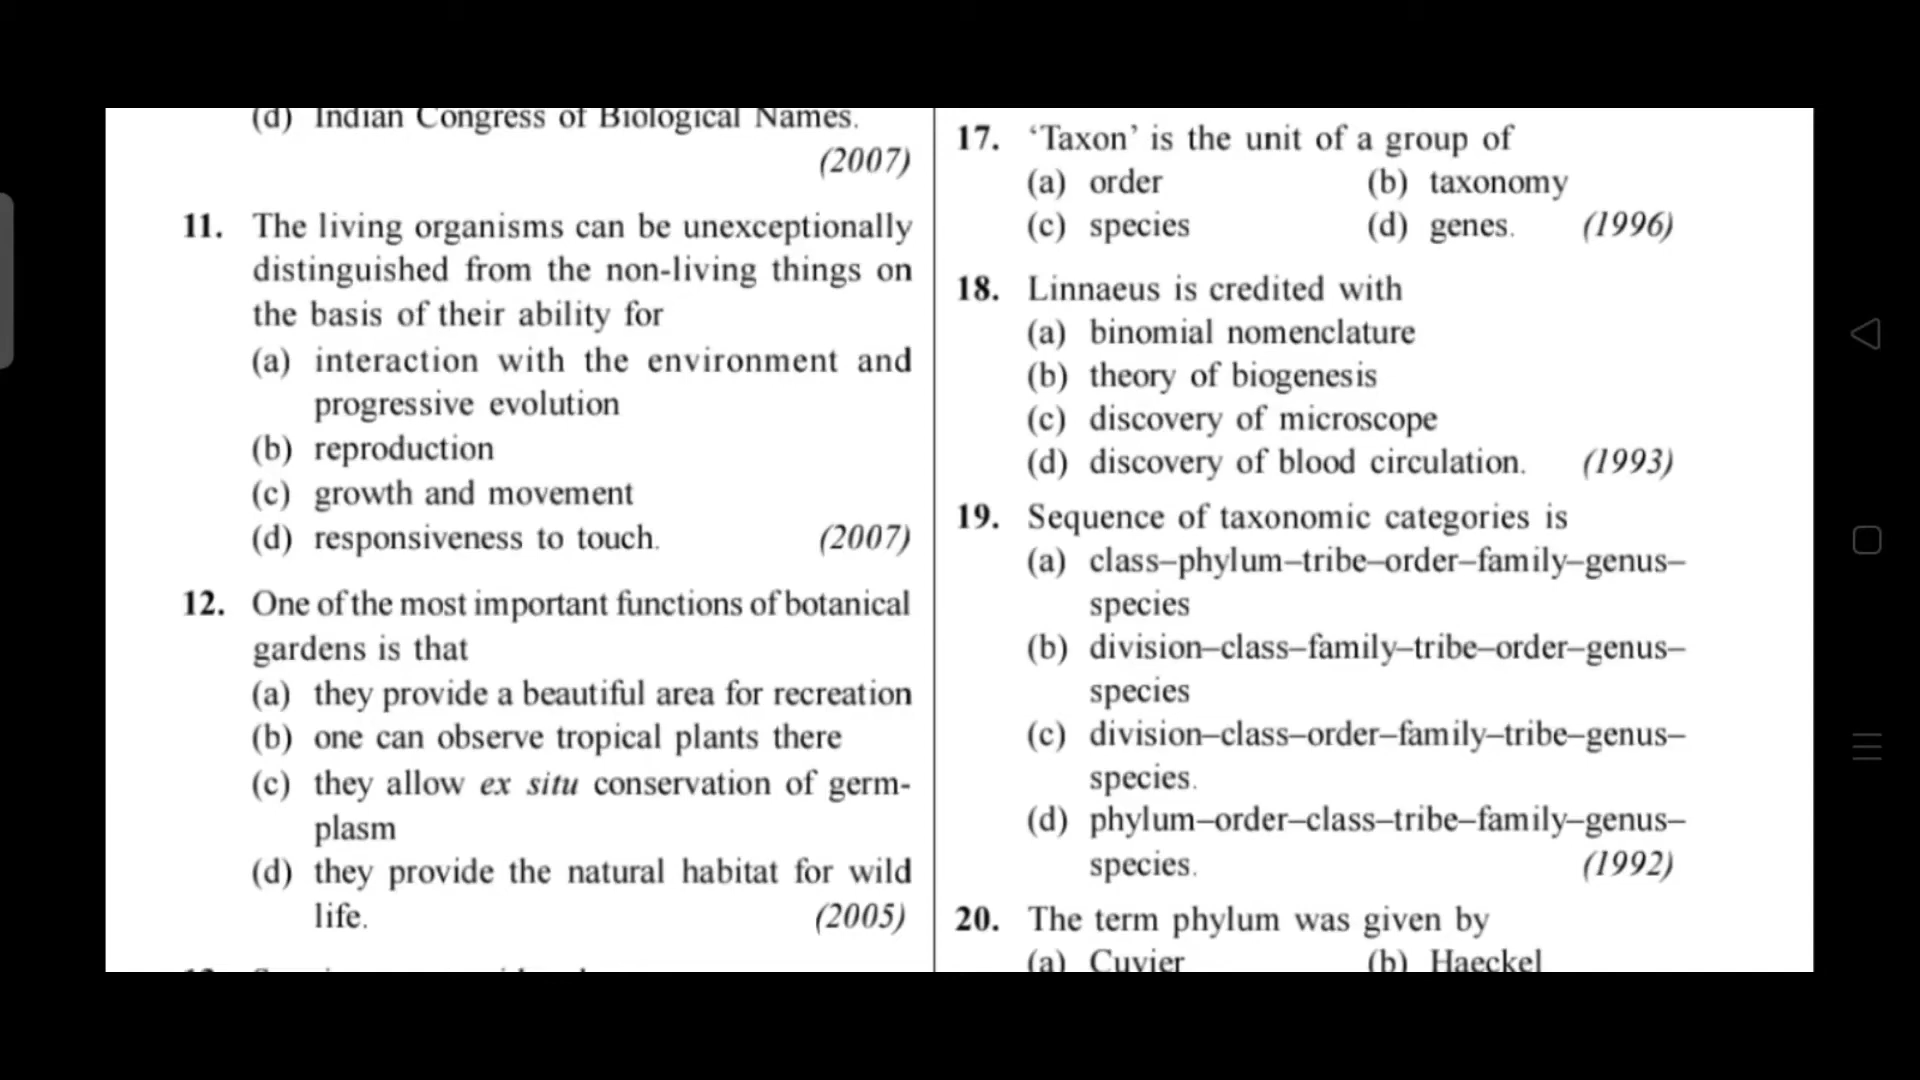 (d) Indian Congress of Biological Names.
(2007)
11. The living organisms can be unexceptionally
distinguished from the non-living things on
the basis of their ability for
(a) interaction with the environment and
progressive evolution
(b) reproduction
(c) growth and movement
(d) responsiveness to touch. (2007)
12. One of the most important functions of botanical
gardens is that
(a) they provide a beautiful area for recreation
(b) one can observe tropical plants there
(c) they allow ex situ conservation of germ-
plasm
(d) they provide the natural habitat for wild
life. (2005)
17. ‘Taxon’ is the unit of a group of
(a) order (b) taxonomy
(c) species (d) genes. (1996)
18. Linnaeus is credited with
(a) binomial nomenclature
(b) theory of biogenesis
(c) discovery of microscope
(d) discovery of blood circulation. (1993)
19. Sequence of taxonomic categories is
(a) class–phylum–tribe–order–family–genus–
species
(b) division–class–family–tribe–order–genus–
species
(c) division–class–order–family–tribe–genus–
species.
(d) phylum–order–class–tribe–family–genus–
species. (1992)
20. The term phylum was given by
(a) Cuvier (b) Haeckel